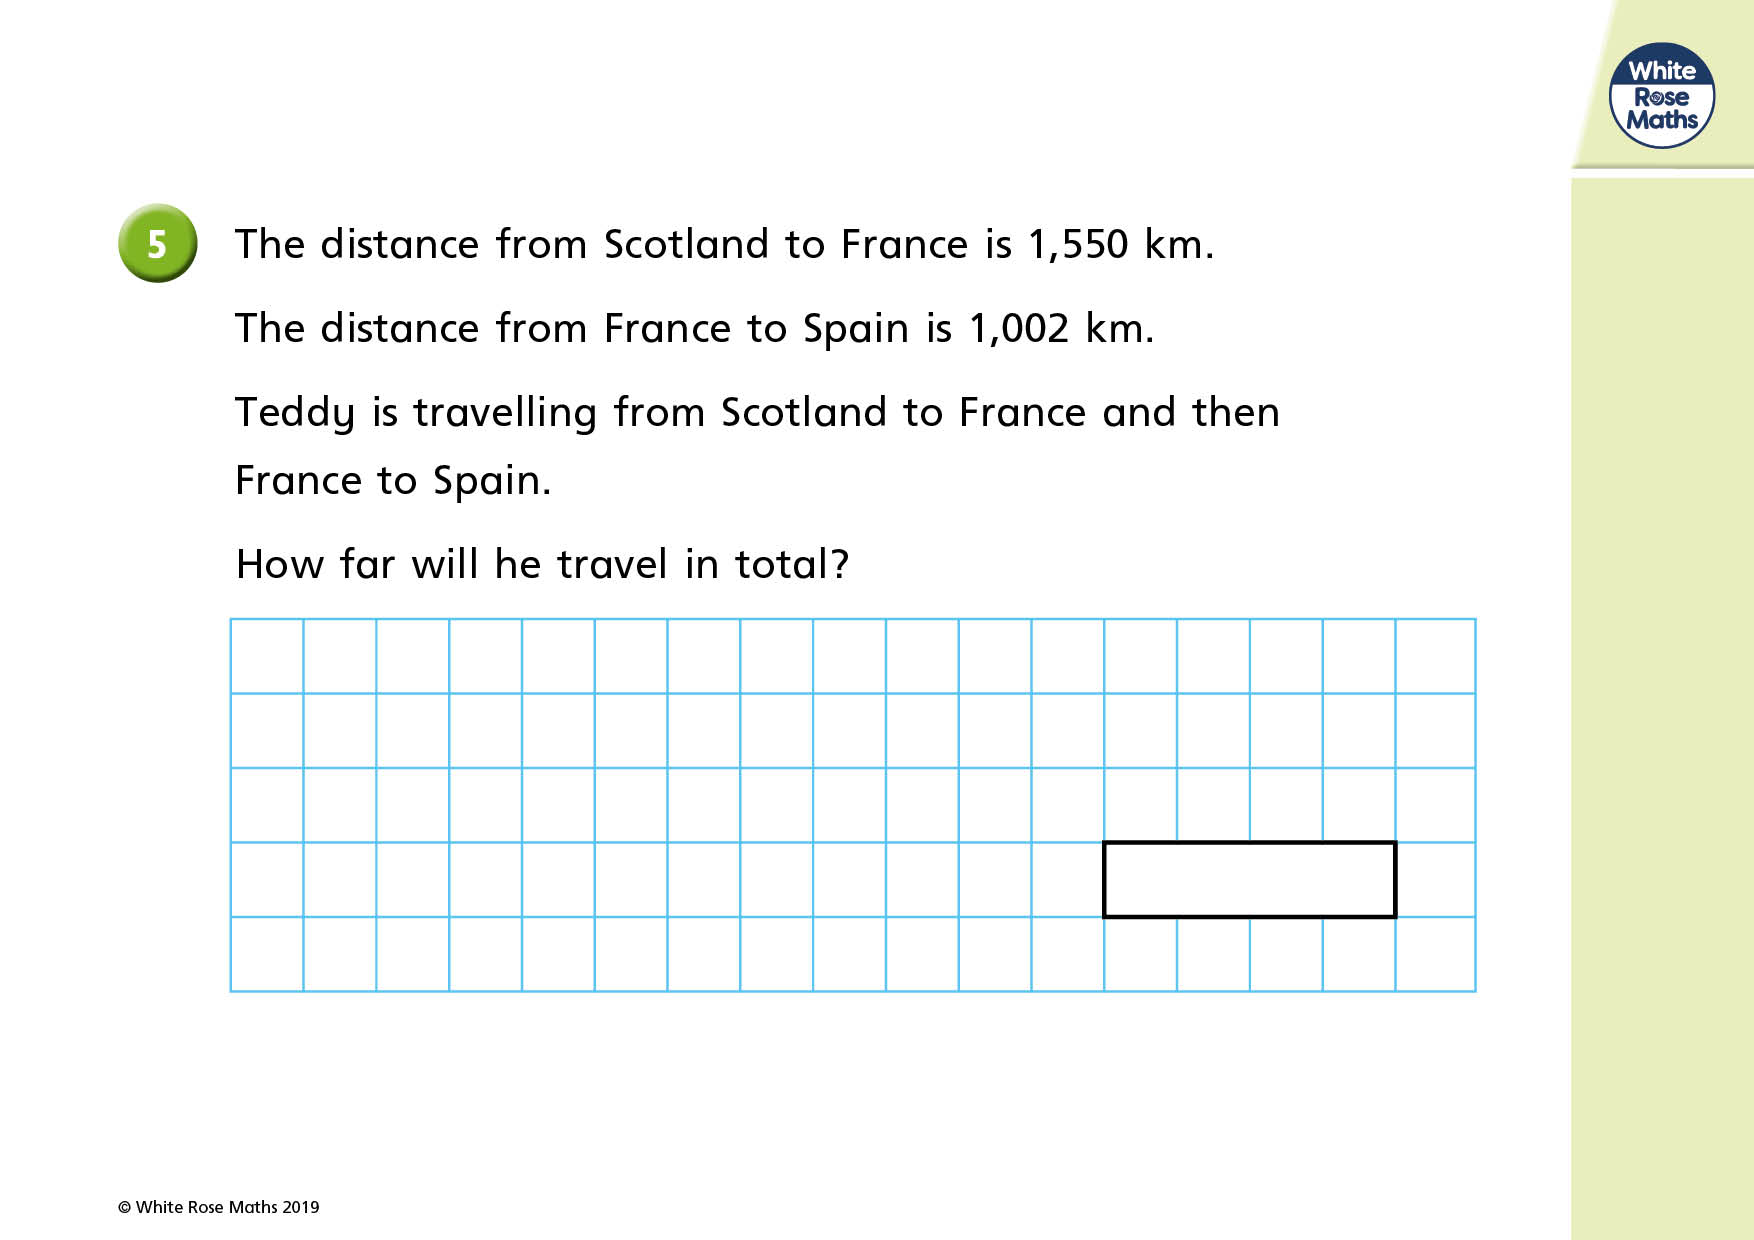 White
Rose
Maths
5
The distance from Scotland to France is 1,550 km.
The distance from France to Spain is 1,002 km.
Teddy is travelling from Scotland to France and then
France to Spain.
How far will he travel in total?
© White Rose Maths 2019